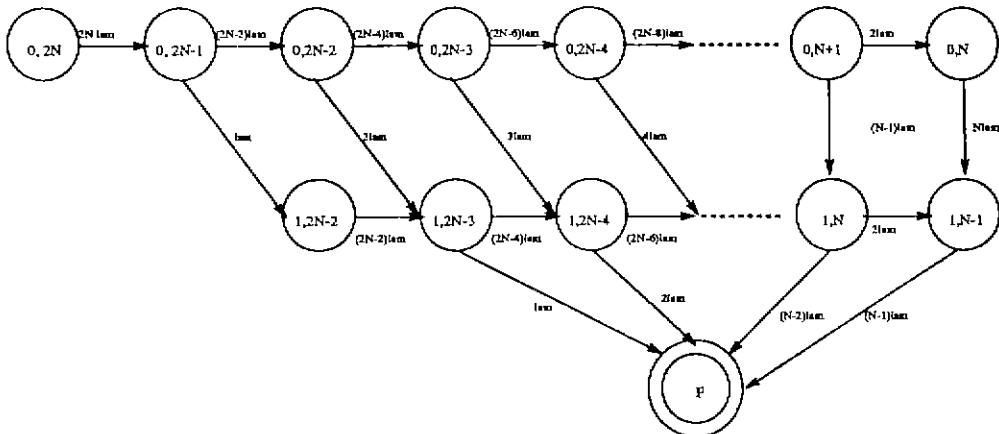 2N lam (2N-2)lam (2N-4)lam (2N-6)lam (2N-8)lam 2lam
0, 2N 0, 2N-1 0,2N-2 0,2N-3 0,2N-4 0,N+1 0,N
lam 2lam 3lam 4lam (N-1)lam Nlam
1,2N-2 1,2N-3 1,2N-4 1,N 1,N-1
(2N-2)lam (2N-4)lam (2N-6)lam 2lam
lam 2lam (N-2)lam (N-1)lam
F